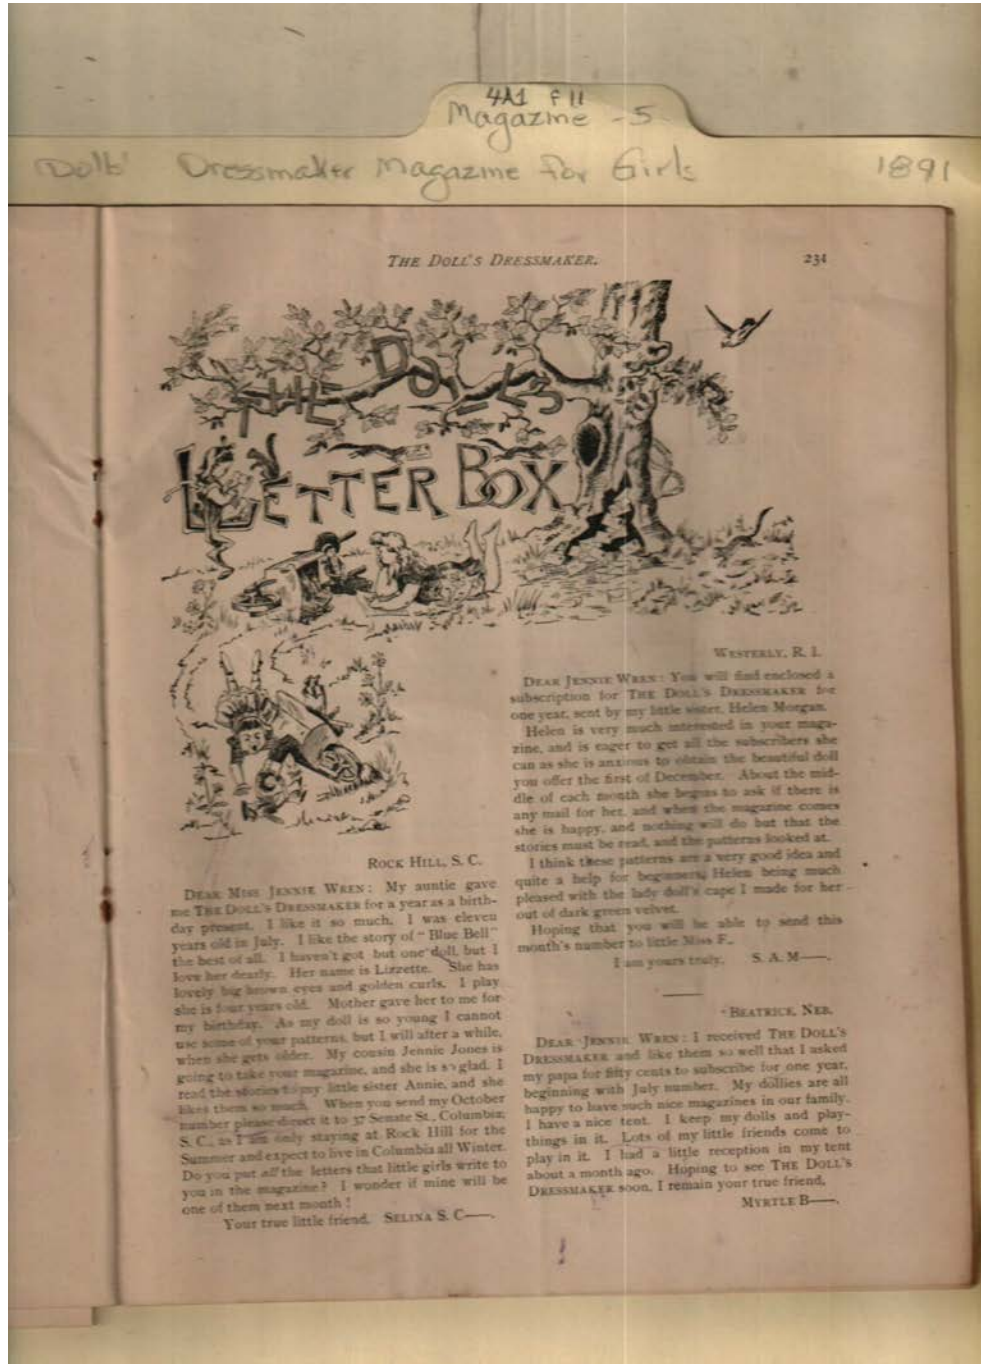 4A1 F11
Magazine - 5
Dolls' Dressmaker Magazine for Girls 1891
THE DOLL'S DRESSMAKER.
231
THE DOLL'S
LETTER BOX
ROCK HILL, S. C.
DEAR MISS JENNIE WREN: My auntie gave
me THE DOLL'S DRESSMAKER for a year as a birth-
day present. I like it so much. I was eleven
years old in July. I like the story of "Blue Bell"
the best of all. I haven't got but one doll, but I
love her dearly. Her name is Lizzette. She has
lovely big brown eyes and golden curls. I play
she is four years old. Mother gave her to me for
my birthday. As my doll is so young I cannot
use some of your patterns, but I will after a while,
when she gets older. My cousin Jennie Jones is
going to take your magazine, and she is so glad. I
read the stories to my little sister Annie, and she
likes them so much. When you send my October
number please direct it to 37 Senate St., Columbia,
S. C., as I am only staying at Rock Hill for the
Summer and expect to live in Columbia all Winter.
Do you put all the letters that little girls write to
you in the magazine? I wonder if mine will be
one of them next month!
Your true little friend, SELINA S. C—.
WESTERLY, R. I.
DEAR JENNIE WREN: You will find enclosed a
subscription for THE DOLL'S DRESSMAKER for
one year, sent by my little sister, Helen Morgan.
Helen is very much interested in your maga-
zine, and is eager to get all the subscribers she
can as she is anxious to obtain the beautiful doll
you offer the first of December. About the mid-
dle of each month she begins to ask if there is
any mail for her, and when the magazine comes
she is happy, and nothing will do but that the
stories must be read, and the patterns looked at.
I think these patterns are a very good idea and
quite a help for beginners, Helen being much
pleased with the lady doll's cape I made for her
out of dark green velvet.
Hoping that you will be able to send this
month's number to little Miss F.,
I am yours truly, S. A. M—.
BEATRICE, NEB.
DEAR JENNIE WREN: I received THE DOLL'S
DRESSMAKER and like them so well that I asked
my papa for fifty cents to subscribe for one year,
beginning with July number. My dollies are all
happy to have such nice magazines in our family.
I have a nice tent. I keep my dolls and play-
things in it. Lots of my little friends come to
play in it. I had a little reception in my tent
about a month ago. Hoping to see THE DOLL'S
DRESSMAKER soon, I remain your true friend,
MYRTLE B—.